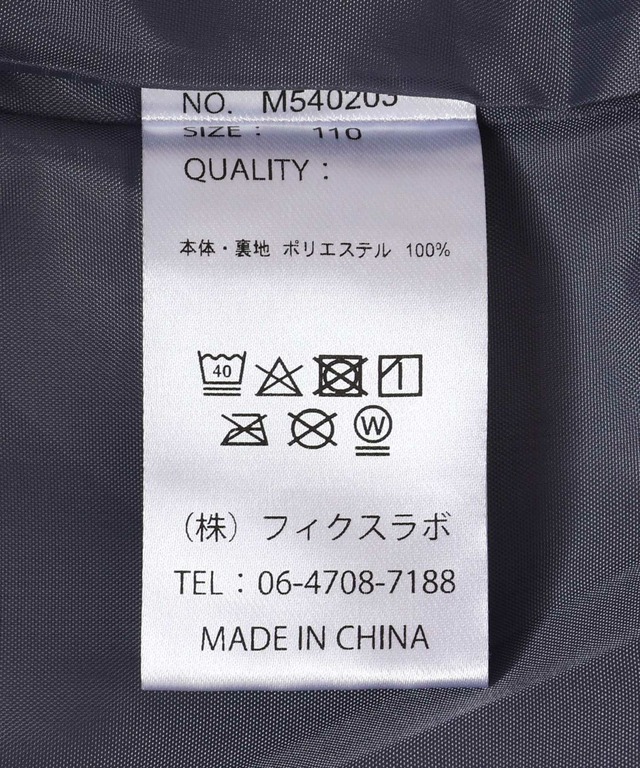 NO. M540205
SIZE : 110
QUALITY :
本体・裏地 ポリエステル 100%
40
W
（株）フィクスラボ
TEL : 06-4708-7188
MADE IN CHINA